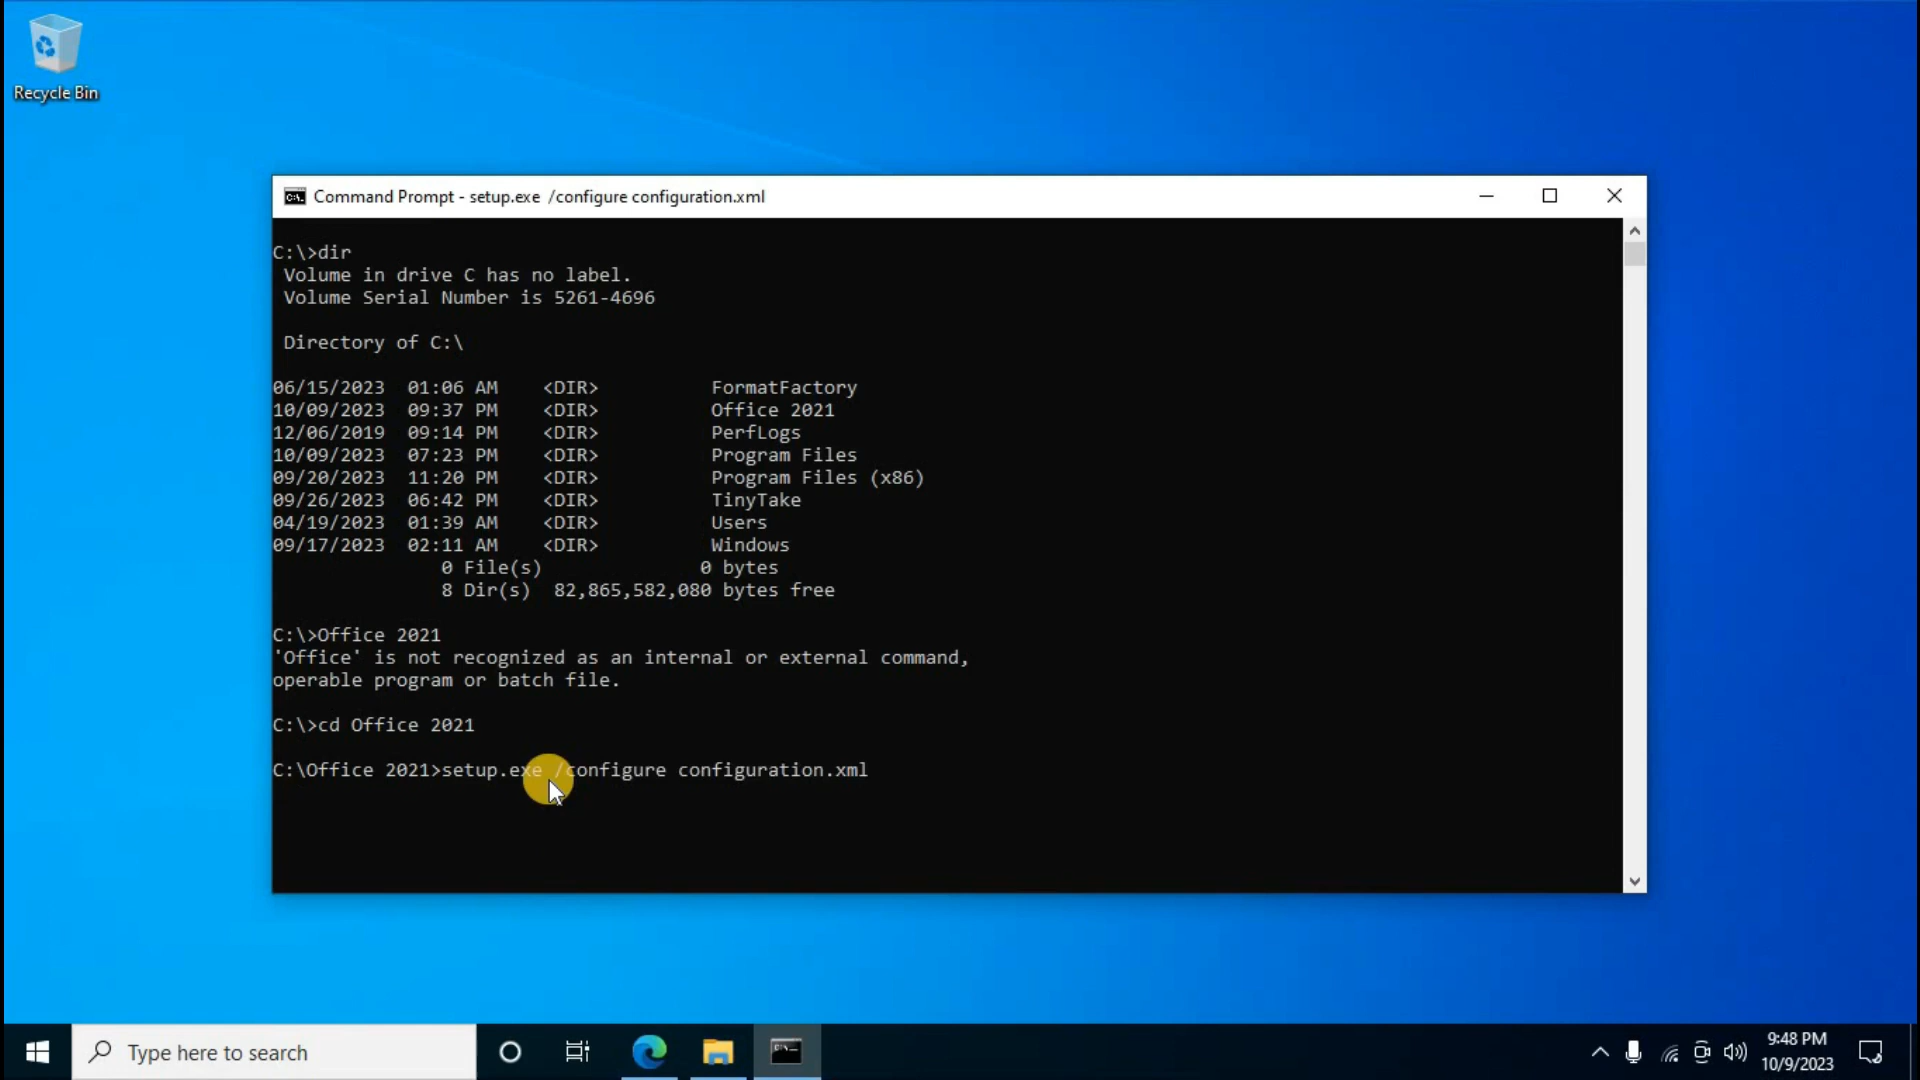 Recycle Bin
Command Prompt - setup.exe  /configure configuration.xml
C:\>dir
 Volume in drive C has no label.
 Volume Serial Number is 5261-4696
 Directory of C:\
06/15/2023  01:06 AM    <DIR>          FormatFactory
10/09/2023  09:37 PM    <DIR>          Office 2021
12/06/2019  09:14 PM    <DIR>          PerfLogs
10/09/2023  07:23 PM    <DIR>          Program Files
09/20/2023  11:20 PM    <DIR>          Program Files (x86)
09/26/2023  06:42 PM    <DIR>          TinyTake
04/19/2023  01:39 AM    <DIR>          Users
09/17/2023  02:11 AM    <DIR>          Windows
               0 File(s)              0 bytes
               8 Dir(s)  82,865,582,080 bytes free
C:\>Office 2021
'Office' is not recognized as an internal or external command,
operable program or batch file.
C:\>cd Office 2021
C:\Office 2021>setup.exe /configure configuration.xml
Type here to search
9:48 PM
10/9/2023